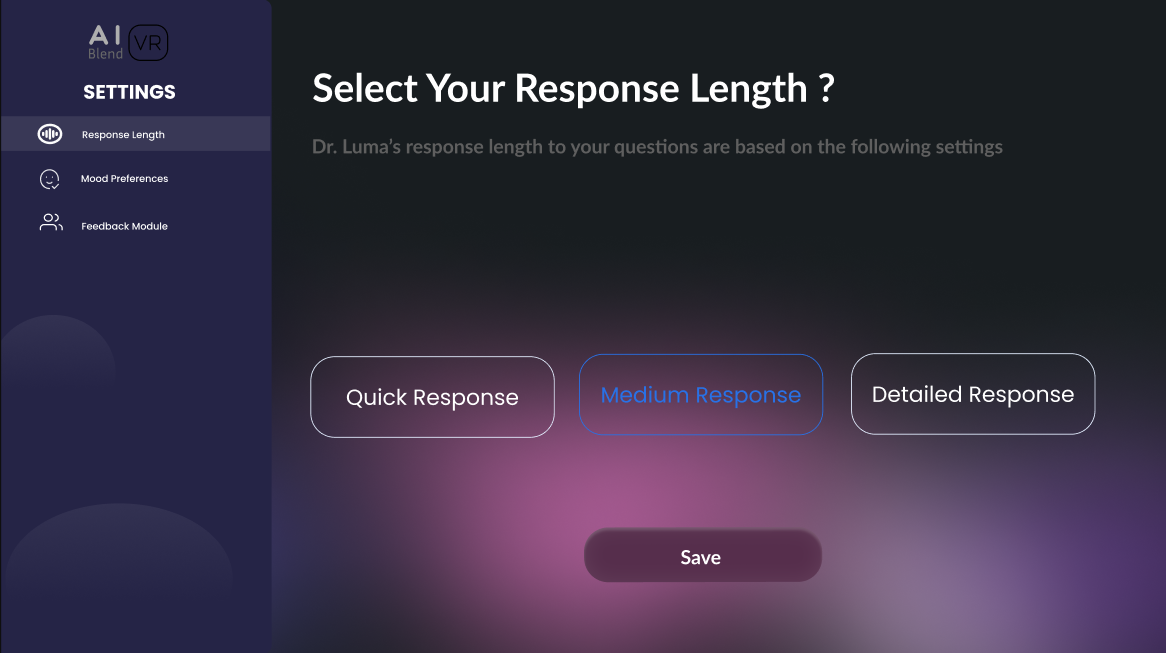 AI
Blend VR
SETTINGS
Response Length
Mood Preferences
Feedback Module
Select Your Response Length ?
Dr. Luma's response length to your questions are based on the following settings
Quick Response
Medium Response
Detailed Response
Save